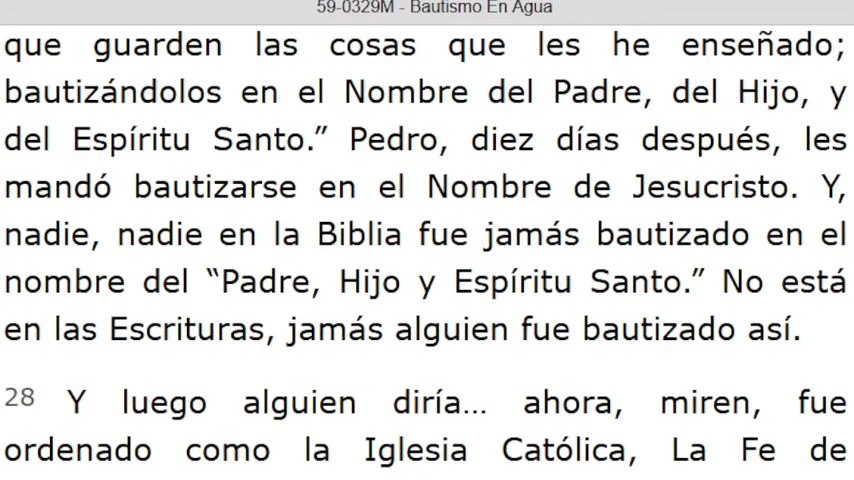 59-0329M - Bautismo En Agua
que guarden las cosas que les he enseñado;
bautizándolos en el Nombre del Padre, del Hijo, y
del Espíritu Santo.” Pedro, diez días después, les
mandó bautizarse en el Nombre de Jesucristo. Y,
nadie, nadie en la Biblia fue jamás bautizado en el
nombre del “Padre, Hijo y Espíritu Santo.” No está
en las Escrituras, jamás alguien fue bautizado así.
28 Y luego alguien diría... ahora, miren, fue
ordenado como la Iglesia Católica, La Fe de